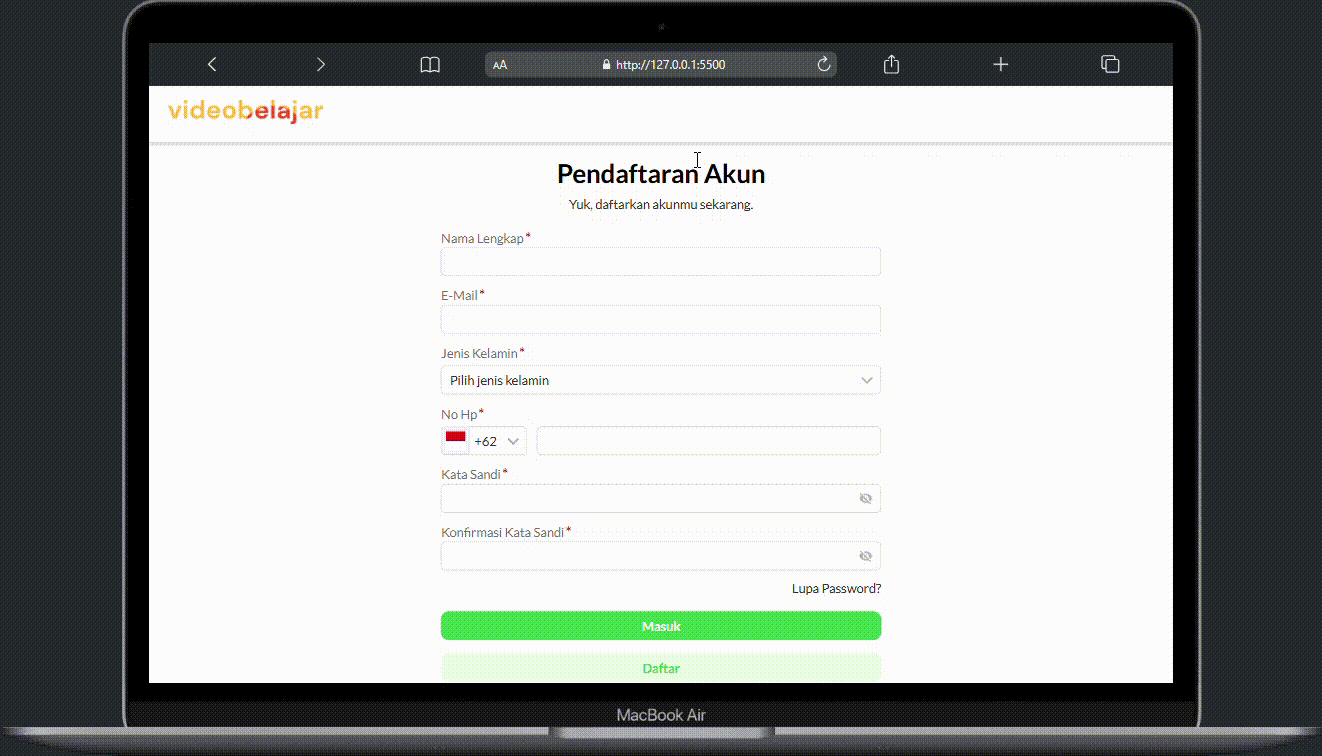 AA http://127.0.0.1:5500
videobelajar
Pendaftaran Akun
Yuk, daftarkan akunmu sekarang.
Nama Lengkap*
E-Mail*
Jenis Kelamin*
Pilih jenis kelamin
No Hp*
+62
Kata Sandi*
Konfirmasi Kata Sandi*
Lupa Password?
Masuk
Daftar
MacBook Air